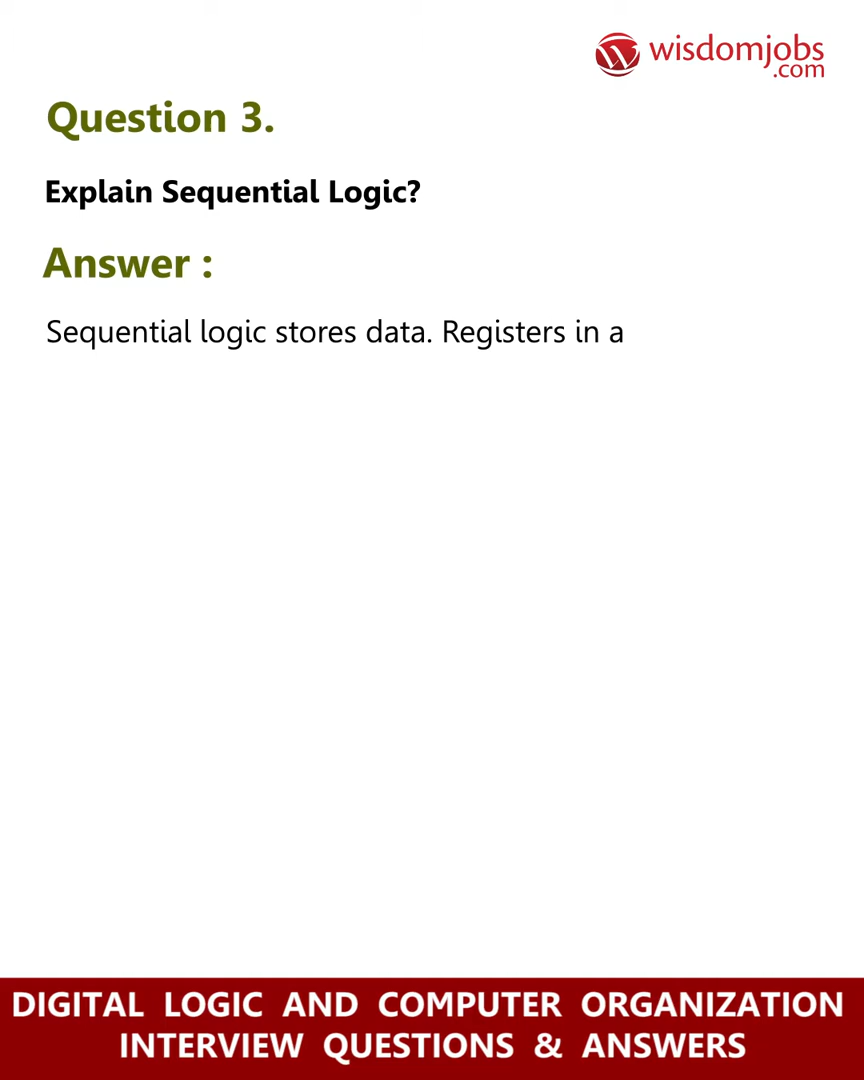 wisdomjobs
.com
Question 3.
Explain Sequential Logic?
Answer :
Sequential logic stores data. Registers in a
DIGITAL LOGIC AND COMPUTER ORGANIZATION
INTERVIEW QUESTIONS & ANSWERS